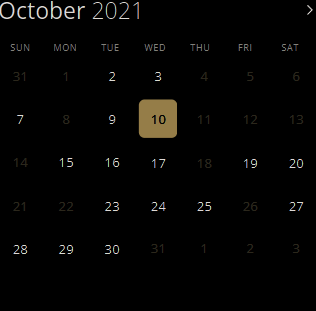 October 2021
SUN MON TUE WED THU FRI SAT
31 1 2 3 4 5 6
7 8 9 10 11 12 13
14 15 16 17 18 19 20
21 22 23 24 25 26 27
28 29 30 31 1 2 3